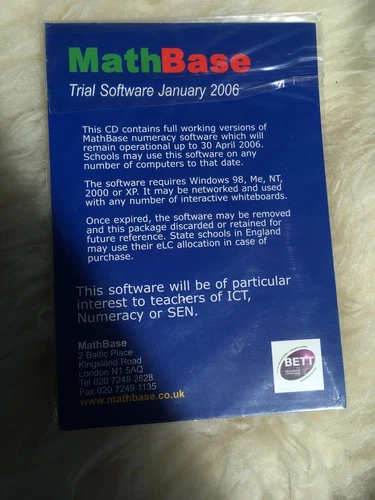 MathBase
Trial Software January 2006
This CD contains full working versions of
MathBase numeracy software which will
remain operational up to 30 April 2006.
Schools may use this software on any
number of computers to that date.
The software requires Windows 98, Me, NT,
2000 or XP. It may be networked and used
with any number of interactive whiteboards.
Once expired, the software may be removed
and this package discarded or retained for
future reference. State schools in England
may use their eLC allocation in case of
purchase.
This software will be of particular
interest to teachers of ICT,
Numeracy or SEN.
MathBase
2 Baltic Place
Kingsland Road
London N1 5AQ
Tel 020 7249 2828
Fax 020 7249 1135
www.mathbase.co.uk
BETT